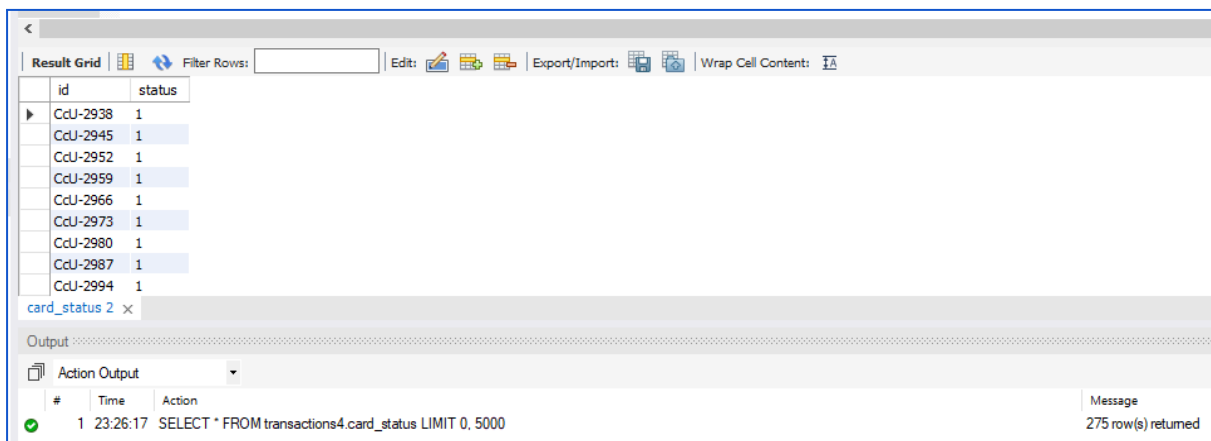 Result Grid Filter Rows: Edit: Export/Import: Wrap Cell Content: IA
id status
CcU-2938 1
CcU-2945 1
CcU-2952 1
CcU-2959 1
CcU-2966 1
CcU-2973 1
CcU-2980 1
CcU-2987 1
CcU-2994 1
card_status 2
Output
Action Output
# Time Action Message
1 23:26:17 SELECT * FROM transactions4.card_status LIMIT 0, 5000 275 row(s) returned